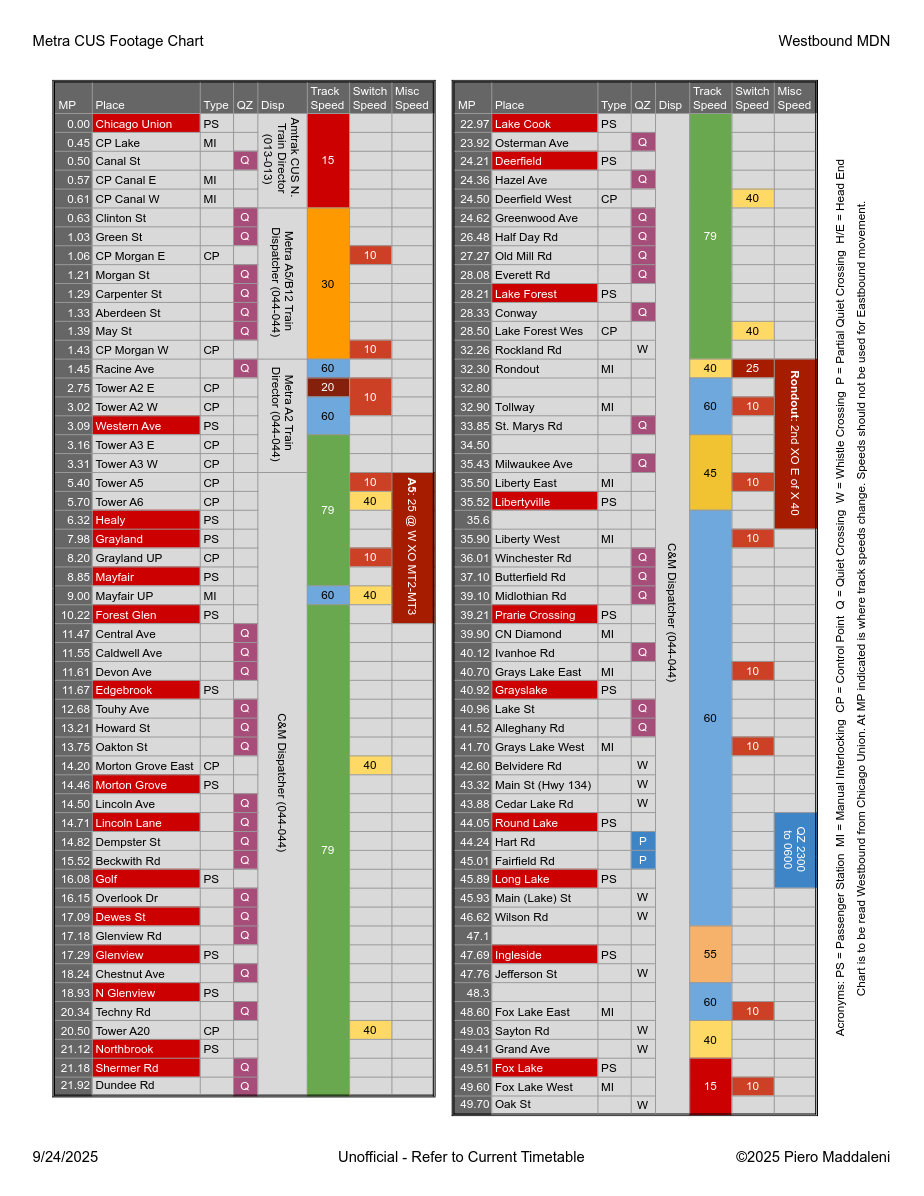 Metra CUS Footage Chart
Westbound MDN
MP Place Type QZ Disp Track Speed Switch Speed Misc Speed
0.00 Chicago Union PS
0.45 CP Lake MI
0.50 Canal St Q
0.57 CP Canal E MI
0.61 CP Canal W MI
Amtrak CUS N. Train Director (013-013)
15
0.63 Clinton St Q
1.03 Green St Q
1.06 CP Morgan E CP 10
1.21 Morgan St Q
1.29 Carpenter St Q
1.33 Aberdeen St Q
1.39 May St Q
1.43 CP Morgan W CP 10
Metra A5/B12 Train Dispatcher (044-044)
30
1.45 Racine Ave Q 60
2.75 Tower A2 E CP 20
3.02 Tower A2 W CP 60 10
3.09 Western Ave PS
3.16 Tower A3 E CP
3.31 Tower A3 W CP
Metra A2 Train Director (044-044)
5.40 Tower A5 CP 10
5.70 Tower A6 CP 79 40
6.32 Healy PS
7.98 Grayland PS
8.20 Grayland UP CP 10
8.85 Mayfair PS
9.00 Mayfair UP MI 60 40
10.22 Forest Glen PS
A5: 25 @ W XO MT2-MT3
11.47 Central Ave Q
11.55 Caldwell Ave Q
11.61 Devon Ave Q
11.67 Edgebrook PS
12.68 Touhy Ave Q
13.21 Howard St Q
13.75 Oakton St Q
14.20 Morton Grove East CP 40
14.46 Morton Grove PS
14.50 Lincoln Ave Q
14.71 Lincoln Lane Q
14.82 Dempster St Q
15.52 Beckwith Rd Q
16.08 Golf PS
16.15 Overlook Dr Q
17.09 Dewes St Q
17.18 Glenview Rd Q
17.29 Glenview PS
18.24 Chestnut Ave Q
18.93 N Glenview PS
20.34 Techny Rd Q
20.50 Tower A20 CP 40
21.12 Northbrook PS
21.18 Shermer Rd Q
21.92 Dundee Rd Q
C&M Dispatcher (044-044)
79
MP Place Type QZ Disp Track Speed Switch Speed Misc Speed
22.97 Lake Cook PS
23.92 Osterman Ave Q
24.21 Deerfield PS
24.36 Hazel Ave Q
24.50 Deerfield West CP 40
24.62 Greenwood Ave Q
26.48 Half Day Rd Q 79
27.27 Old Mill Rd Q
28.08 Everett Rd Q
28.21 Lake Forest PS
28.33 Conway Q
28.50 Lake Forest Wes CP 40
32.26 Rockland Rd W
32.30 Rondout MI 40 25
32.80
32.90 Tollway MI 60 10
33.85 St. Marys Rd Q
34.50
35.43 Milwaukee Ave Q 45
35.50 Liberty East MI 10
35.52 Libertyville PS
35.6
Rondout: 2nd XO E of X 40
35.90 Liberty West MI 10
36.01 Winchester Rd Q
37.10 Butterfield Rd Q
39.10 Midlothian Rd Q
39.21 Prarie Crossing PS
39.90 CN Diamond MI
40.12 Ivanhoe Rd Q
40.70 Grays Lake East MI 10
40.92 Grayslake PS
40.96 Lake St Q 60
41.52 Alleghany Rd Q
41.70 Grays Lake West MI 10
42.60 Belvidere Rd W
43.32 Main St (Hwy 134) W
43.88 Cedar Lake Rd W
44.05 Round Lake PS
44.24 Hart Rd P
45.01 Fairfield Rd P
45.89 Long Lake PS
QZ 2300 to 0600
45.93 Main (Lake) St W
46.62 Wilson Rd W
47.1
47.69 Ingleside PS 55
47.76 Jefferson St W
48.3
48.60 Fox Lake East MI 60 10
49.03 Sayton Rd W
49.41 Grand Ave W 40
49.51 Fox Lake PS
49.60 Fox Lake West MI 15 10
49.70 Oak St W
C&M Dispatcher (044-044)
Acronyms: PS = Passenger Station MI = Manual Interlocking CP = Control Point Q = Quiet Crossing W = Whistle Crossing P = Partial Quiet Crossing H/E = Head End
Chart is to be read Westbound from Chicago Union. At MP indicated is where track speeds change. Speeds should not be used for Eastbound movement.
9/24/2025
Unofficial - Refer to Current Timetable
©2025 Piero Maddaleni